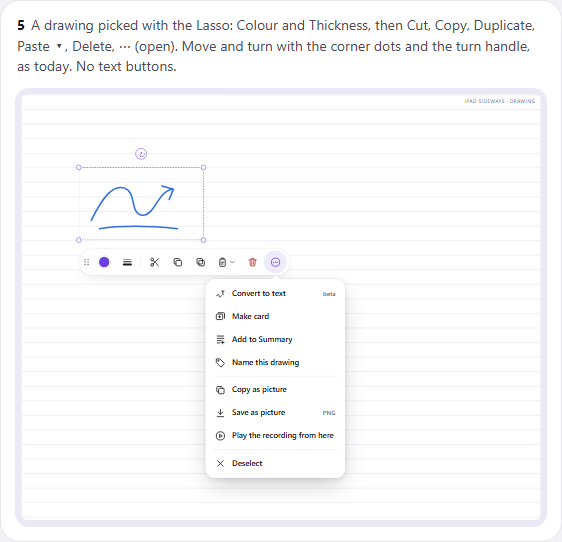 5 A drawing picked with the Lasso: Colour and Thickness, then Cut, Copy, Duplicate,
Paste ▾, Delete, ··· (open). Move and turn with the corner dots and the turn handle,
as today. No text buttons.
IPAD SIDEWAYS · DRAWING
Convert to text beta
Make card
Add to Summary
Name this drawing
Copy as picture
Save as picture PNG
Play the recording from here
Deselect